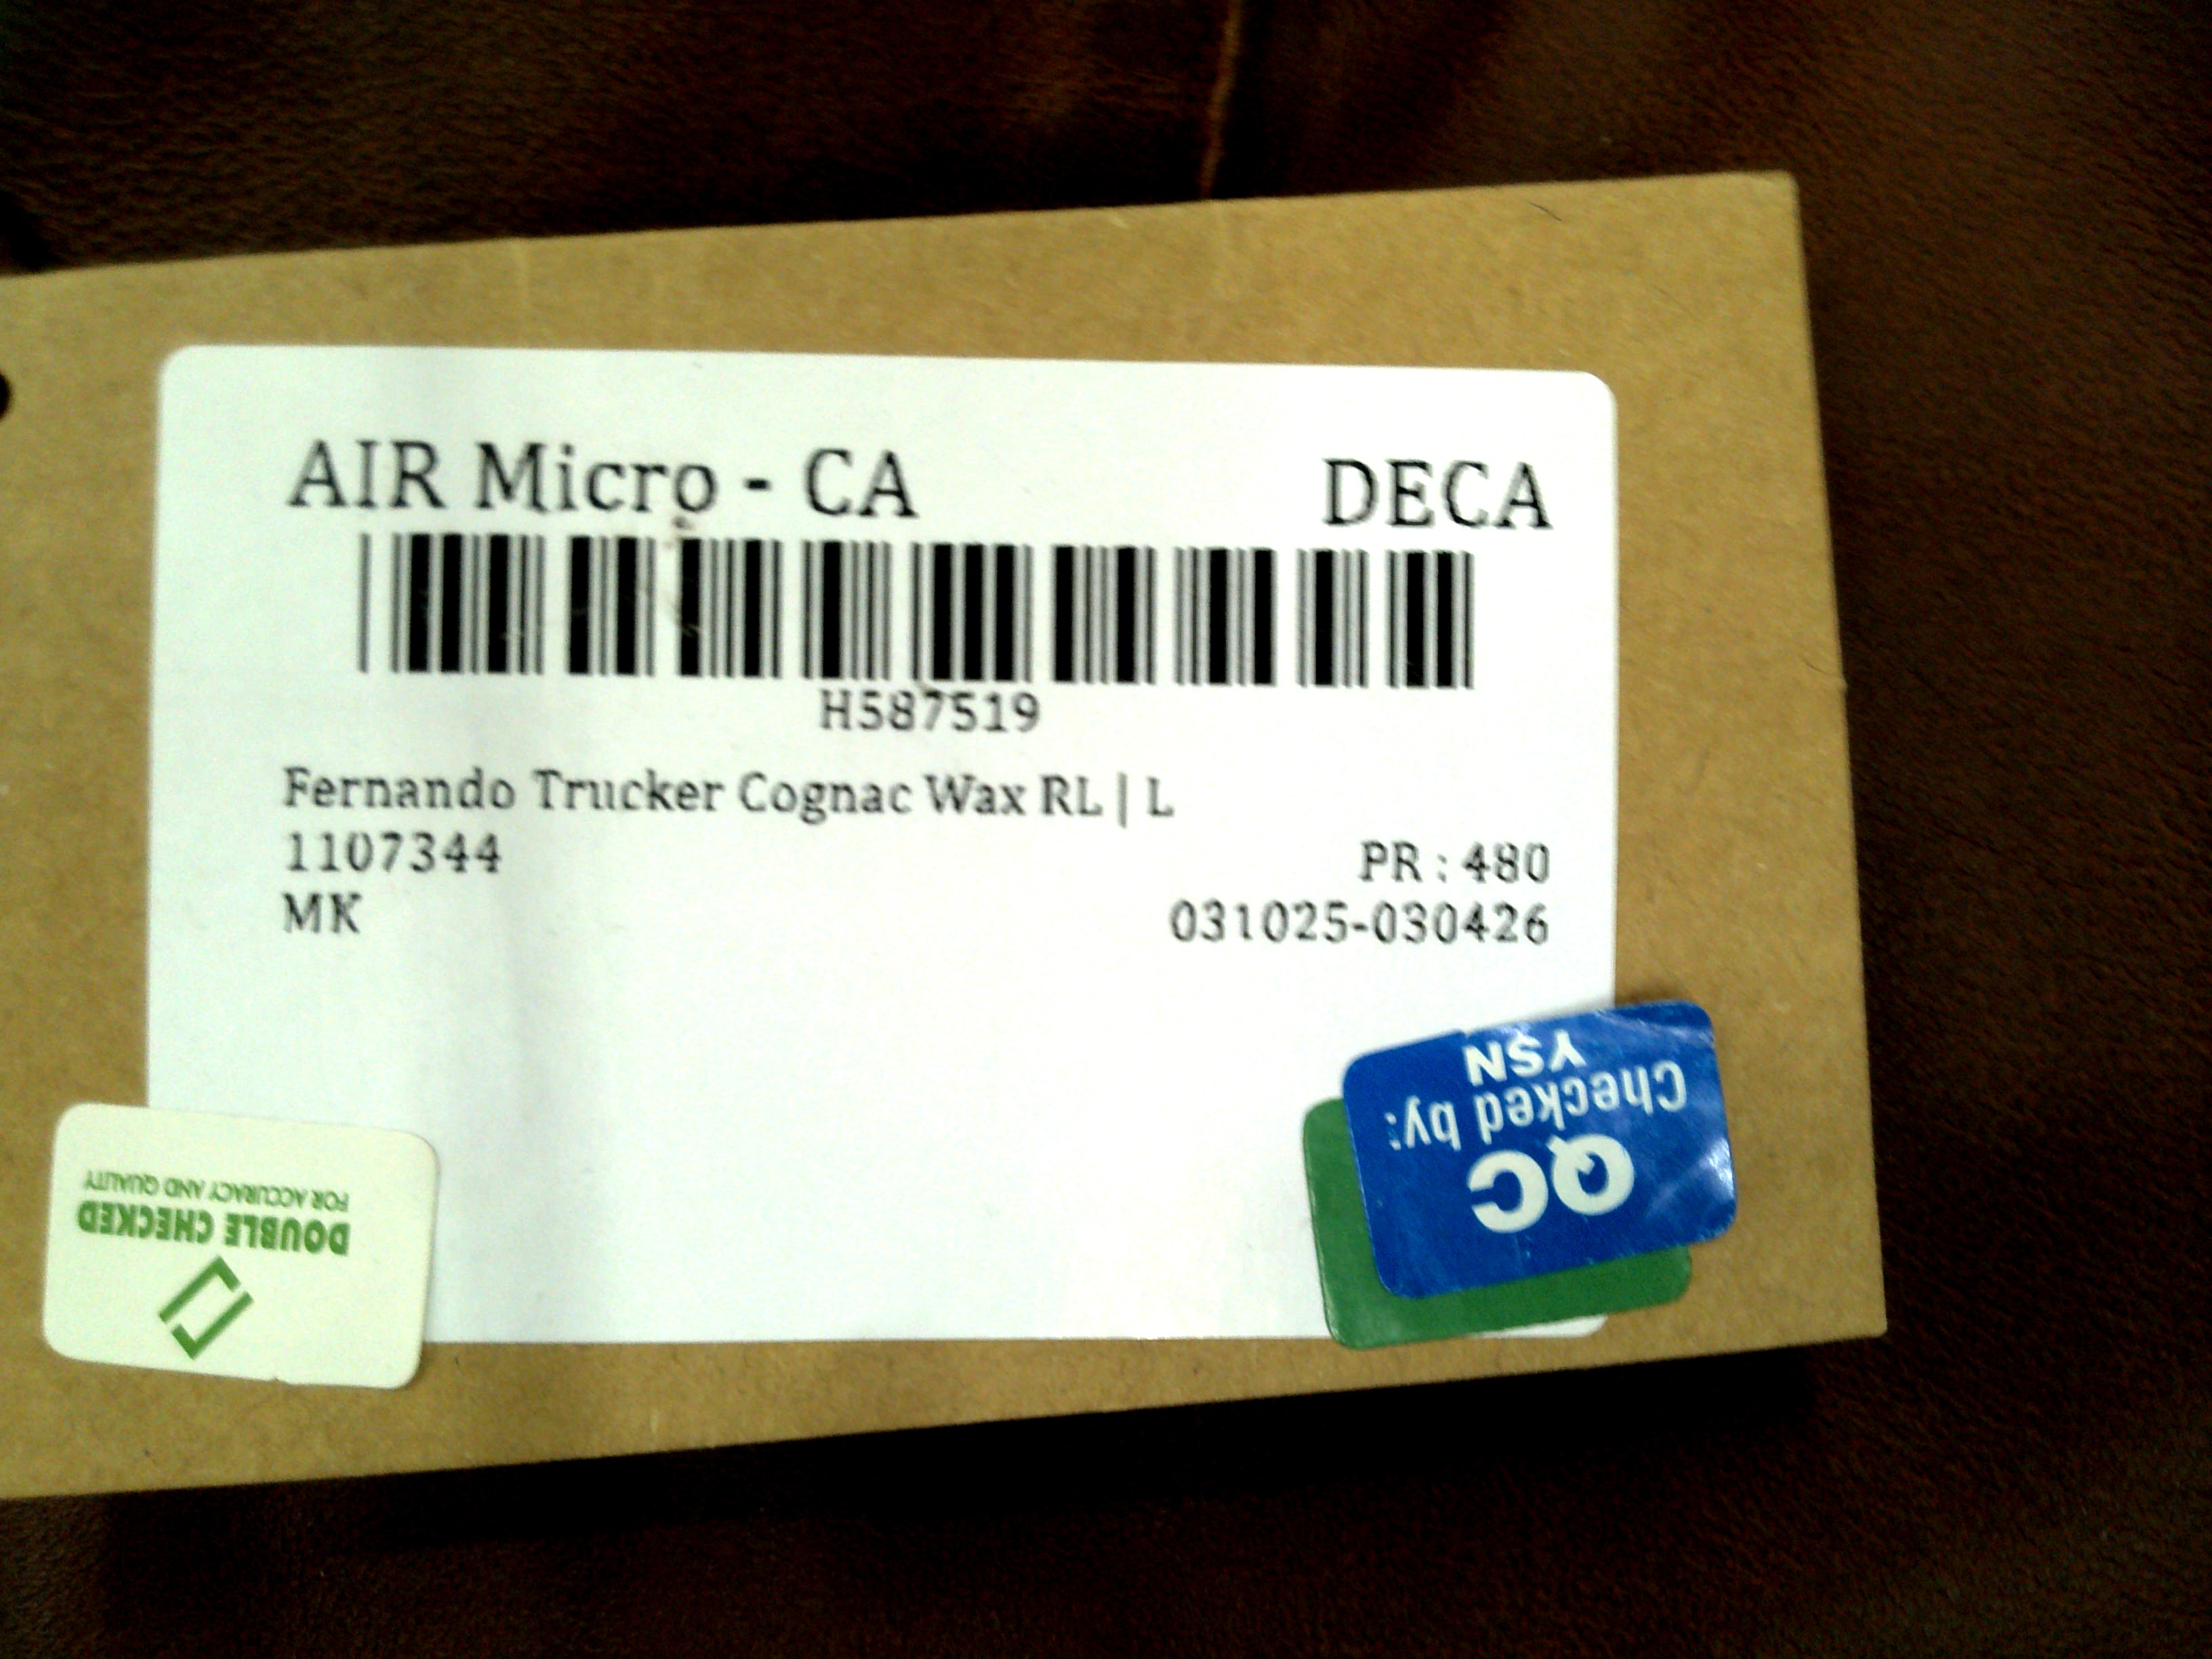 AIR Micro - CA DECA
H587519
Fernando Trucker Cognac Wax RL | L
1107344 PR : 480
MK 031025-030426
QC
Checked by:
YSN
DOUBLE CHECKED
FOR ACCURACY AND QUALITY